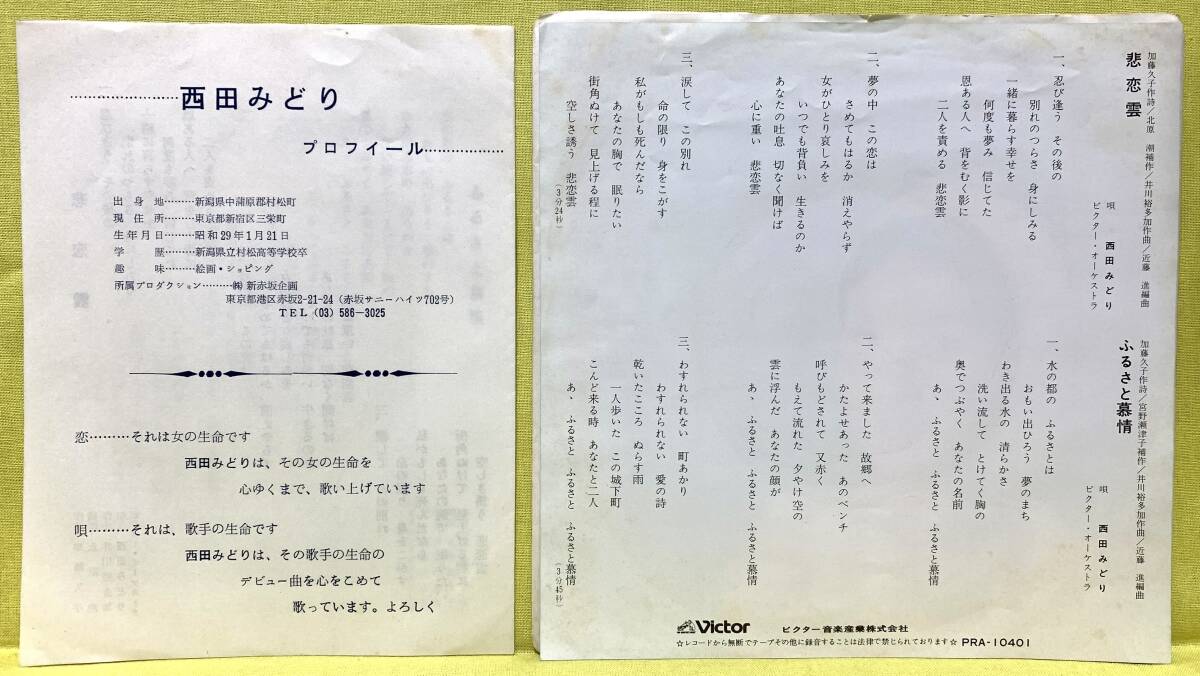 西田みどり
プロフイール
出身地………新潟県中蒲原郡村松町
現住所………東京都新宿区三栄町
生年月日………昭和29年1月21日
学歴………新潟県立村松高等学校卒
趣味………絵画・ショッピング
所属プロダクション………㈱新赤坂企画
東京都港区赤坂2-21-24(赤坂サニーハイツ702号)
TEL (03) 586-3025
恋………それは女の生命です
西田みどりは、その女の生命を
心ゆくまで、歌い上げています
唄………それは、歌手の生命です
西田みどりは、その歌手の生命の
デビュー曲を心をこめて
歌っています。よろしく
加藤久子作詩/北原 潮補作/井川裕多加作曲/近藤 進編曲
悲恋雲
唄 西田みどり
ビクター・オーケストラ
一、忍び逢う その後の
別れのつらさ 身にしみる
一緒に暮らす幸せを
何度も夢み 信じてた
恩ある人へ 背をむく影に
二人を責める 悲恋雲
二、夢の中 この恋は
さめてもはるか 消えやらず
女がひとり哀しみを
いつでも背負い 生きるのか
あなたの吐息 切なく聞けば
心に重い 悲恋雲
三、涙して この別れ
命の限り 身をこがす
私がもしも死んだなら
あなたの胸で 眠りたい
街角ぬけて 見上げる程に
空しさ誘う 悲恋雲
(3分24秒)
加藤久子作詩/宮野瀬津子補作/井川裕多加作曲/近藤 進編曲
ふるさと慕情
唄 西田みどり
ビクター・オーケストラ
一、水の都の ふるさとは
おもい出ひろう 夢のまち
わき出る水の 清らかさ
洗い流して とけてく胸の
奥でつぶやく あなたの名前
あゝ ふるさと ふるさと ふるさと慕情
二、やって来ました 故郷へ
かたよせあった あのベンチ
呼びもどされて 又赤く
もえて流れた 夕やけ空の
雲に浮んだ あなたの顔が
あゝ ふるさと ふるさと ふるさと慕情
三、わすれられない 町あかり
わすれられない 愛の詩
乾いたこころ ぬらす雨
一人歩いた この城下町
こんど来る時 あなたと二人
あゝ ふるさと ふるさと ふるさと慕情
(3分45秒)
Victor ビクター音楽産業株式会社
☆レコードから無断でテープその他に録音することは法律で禁じられております☆ PRA-10401